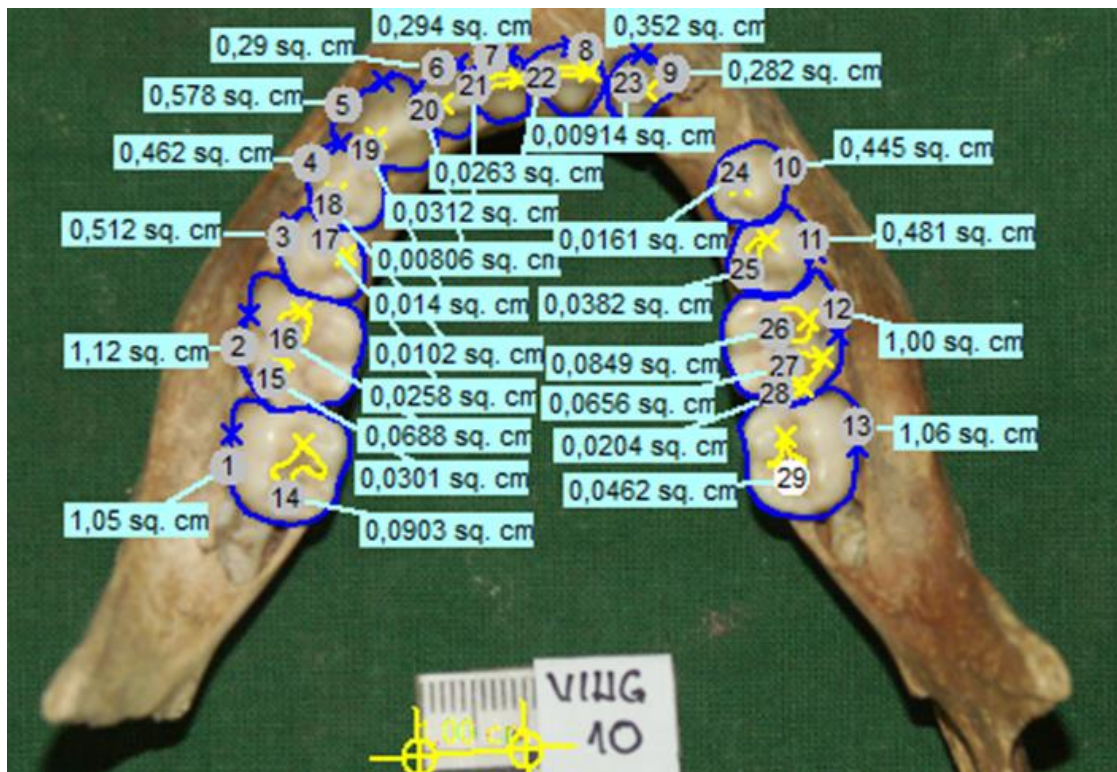 0,294 sq. cm
0,352 sq. cm
0,29 sq. cm
7
8
6
9
0,282 sq. cm
21
22
23
0,578 sq. cm
5
20
0,00914 sq. cm
0,462 sq. cm
4
19
0,0263 sq. cm
24
10
0,445 sq. cm
18
0,0312 sq. cm
0,512 sq. cm
3
17
0,0161 sq. cm
11
0,481 sq. cm
0,00806 sq. cm
25
0,014 sq. cm
0,0382 sq. cm
12
2
16
26
1,00 sq. cm
1,12 sq. cm
0,0102 sq. cm
0,0849 sq. cm
27
15
28
0,0258 sq. cm
0,0656 sq. cm
0,0688 sq. cm
0,0204 sq. cm
13
1,06 sq. cm
1
0,0301 sq. cm
29
0,0462 sq. cm
14
1,05 sq. cm
0,0903 sq. cm
10